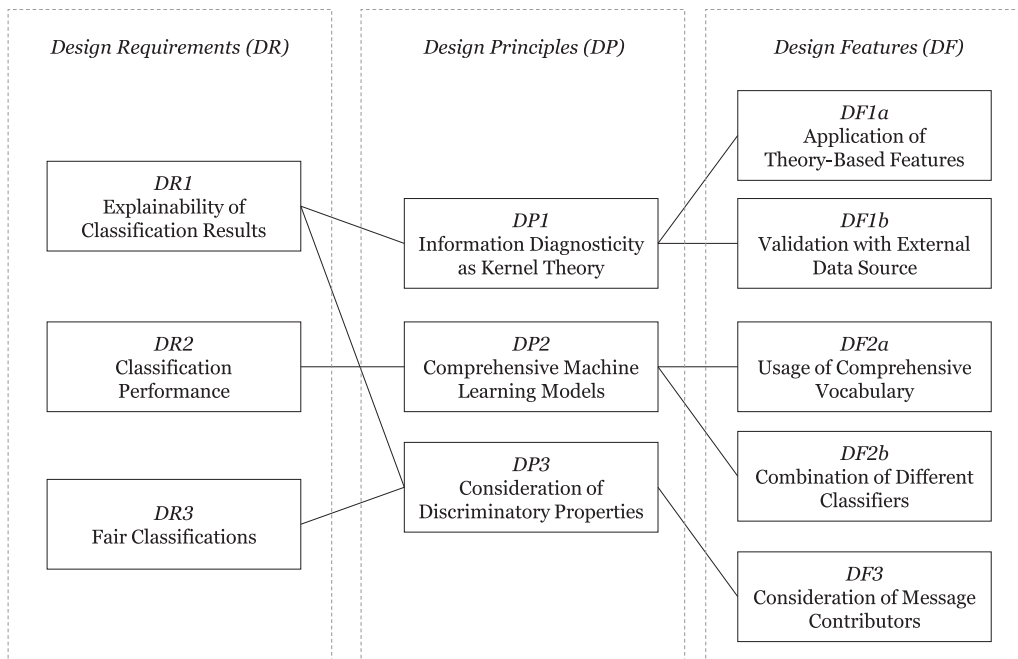 Design Requirements (DR)
DR1
Explainability of
Classification Results
DR2
Classification
Performance
DR3
Fair Classifications
Design Principles (DP)
DP1
Information Diagnosticity
as Kernel Theory
DP2
Comprehensive Machine
Learning Models
DP3
Consideration of
Discriminatory Properties
Design Features (DF)
DF1a
Application of
Theory-Based Features
DF1b
Validation with External
Data Source
DF2a
Usage of Comprehensive
Vocabulary
DF2b
Combination of Different
Classifiers
DF3
Consideration of Message
Contributors